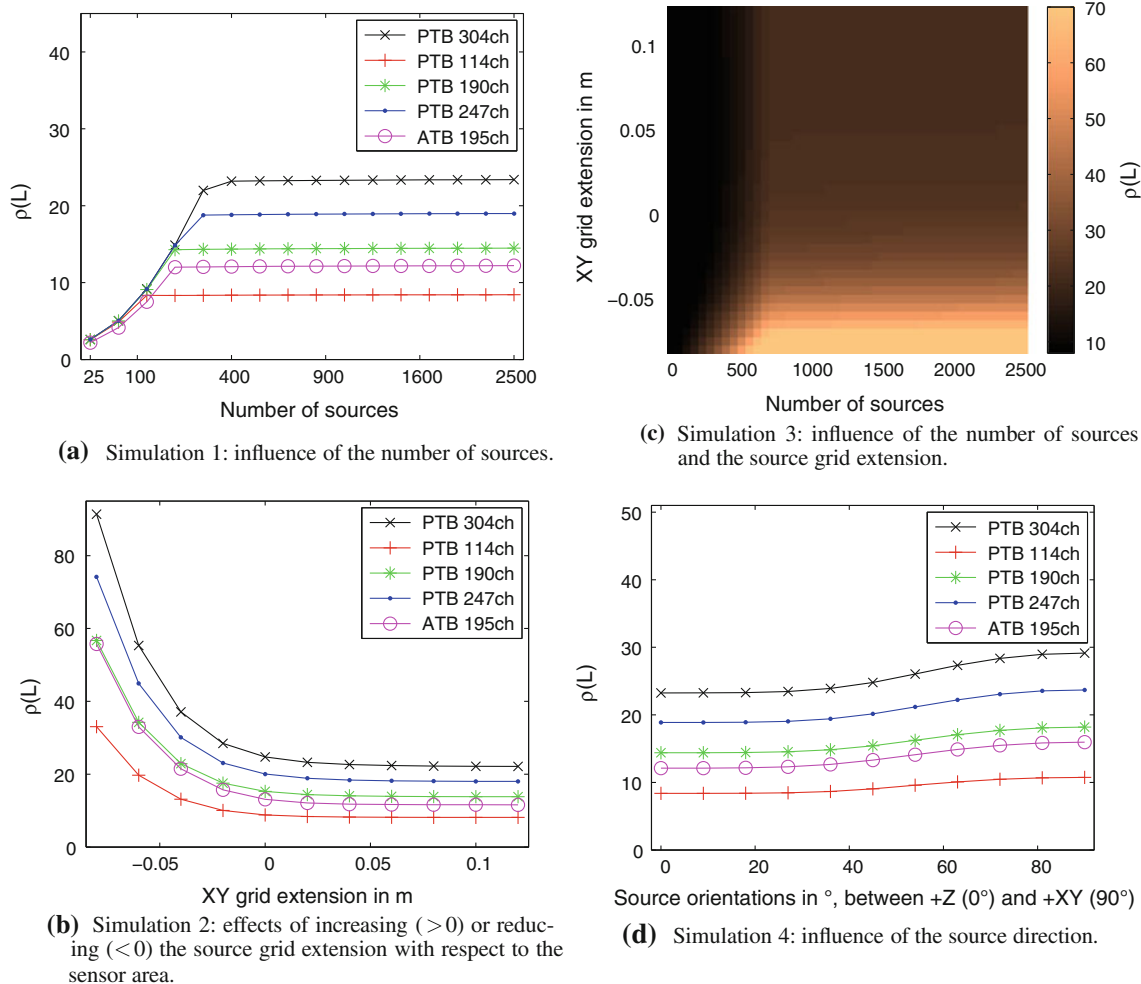 40
30
20
10
0
ρ(L)
25 100 400 900 1600 2500
Number of sources
PTB 304ch
PTB 114ch
PTB 190ch
PTB 247ch
ATB 195ch
(a) Simulation 1: influence of the number of sources.
0.1
0.05
0
−0.05
XY grid extension in m
0 500 1000 1500 2000 2500
Number of sources
70
60
50
40
30
20
10
ρ(L)
(c) Simulation 3: influence of the number of sources
and the source grid extension.
80
60
40
20
0
ρ(L)
−0.05 0 0.05 0.1
XY grid extension in m
PTB 304ch
PTB 114ch
PTB 190ch
PTB 247ch
ATB 195ch
(b) Simulation 2: effects of increasing (>0) or reduc-
ing (<0) the source grid extension with respect to the
sensor area.
50
40
30
20
10
0
ρ(L)
0 20 40 60 80
Source orientations in °, between +Z (0°) and +XY (90°)
PTB 304ch
PTB 114ch
PTB 190ch
PTB 247ch
ATB 195ch
(d) Simulation 4: influence of the source direction.